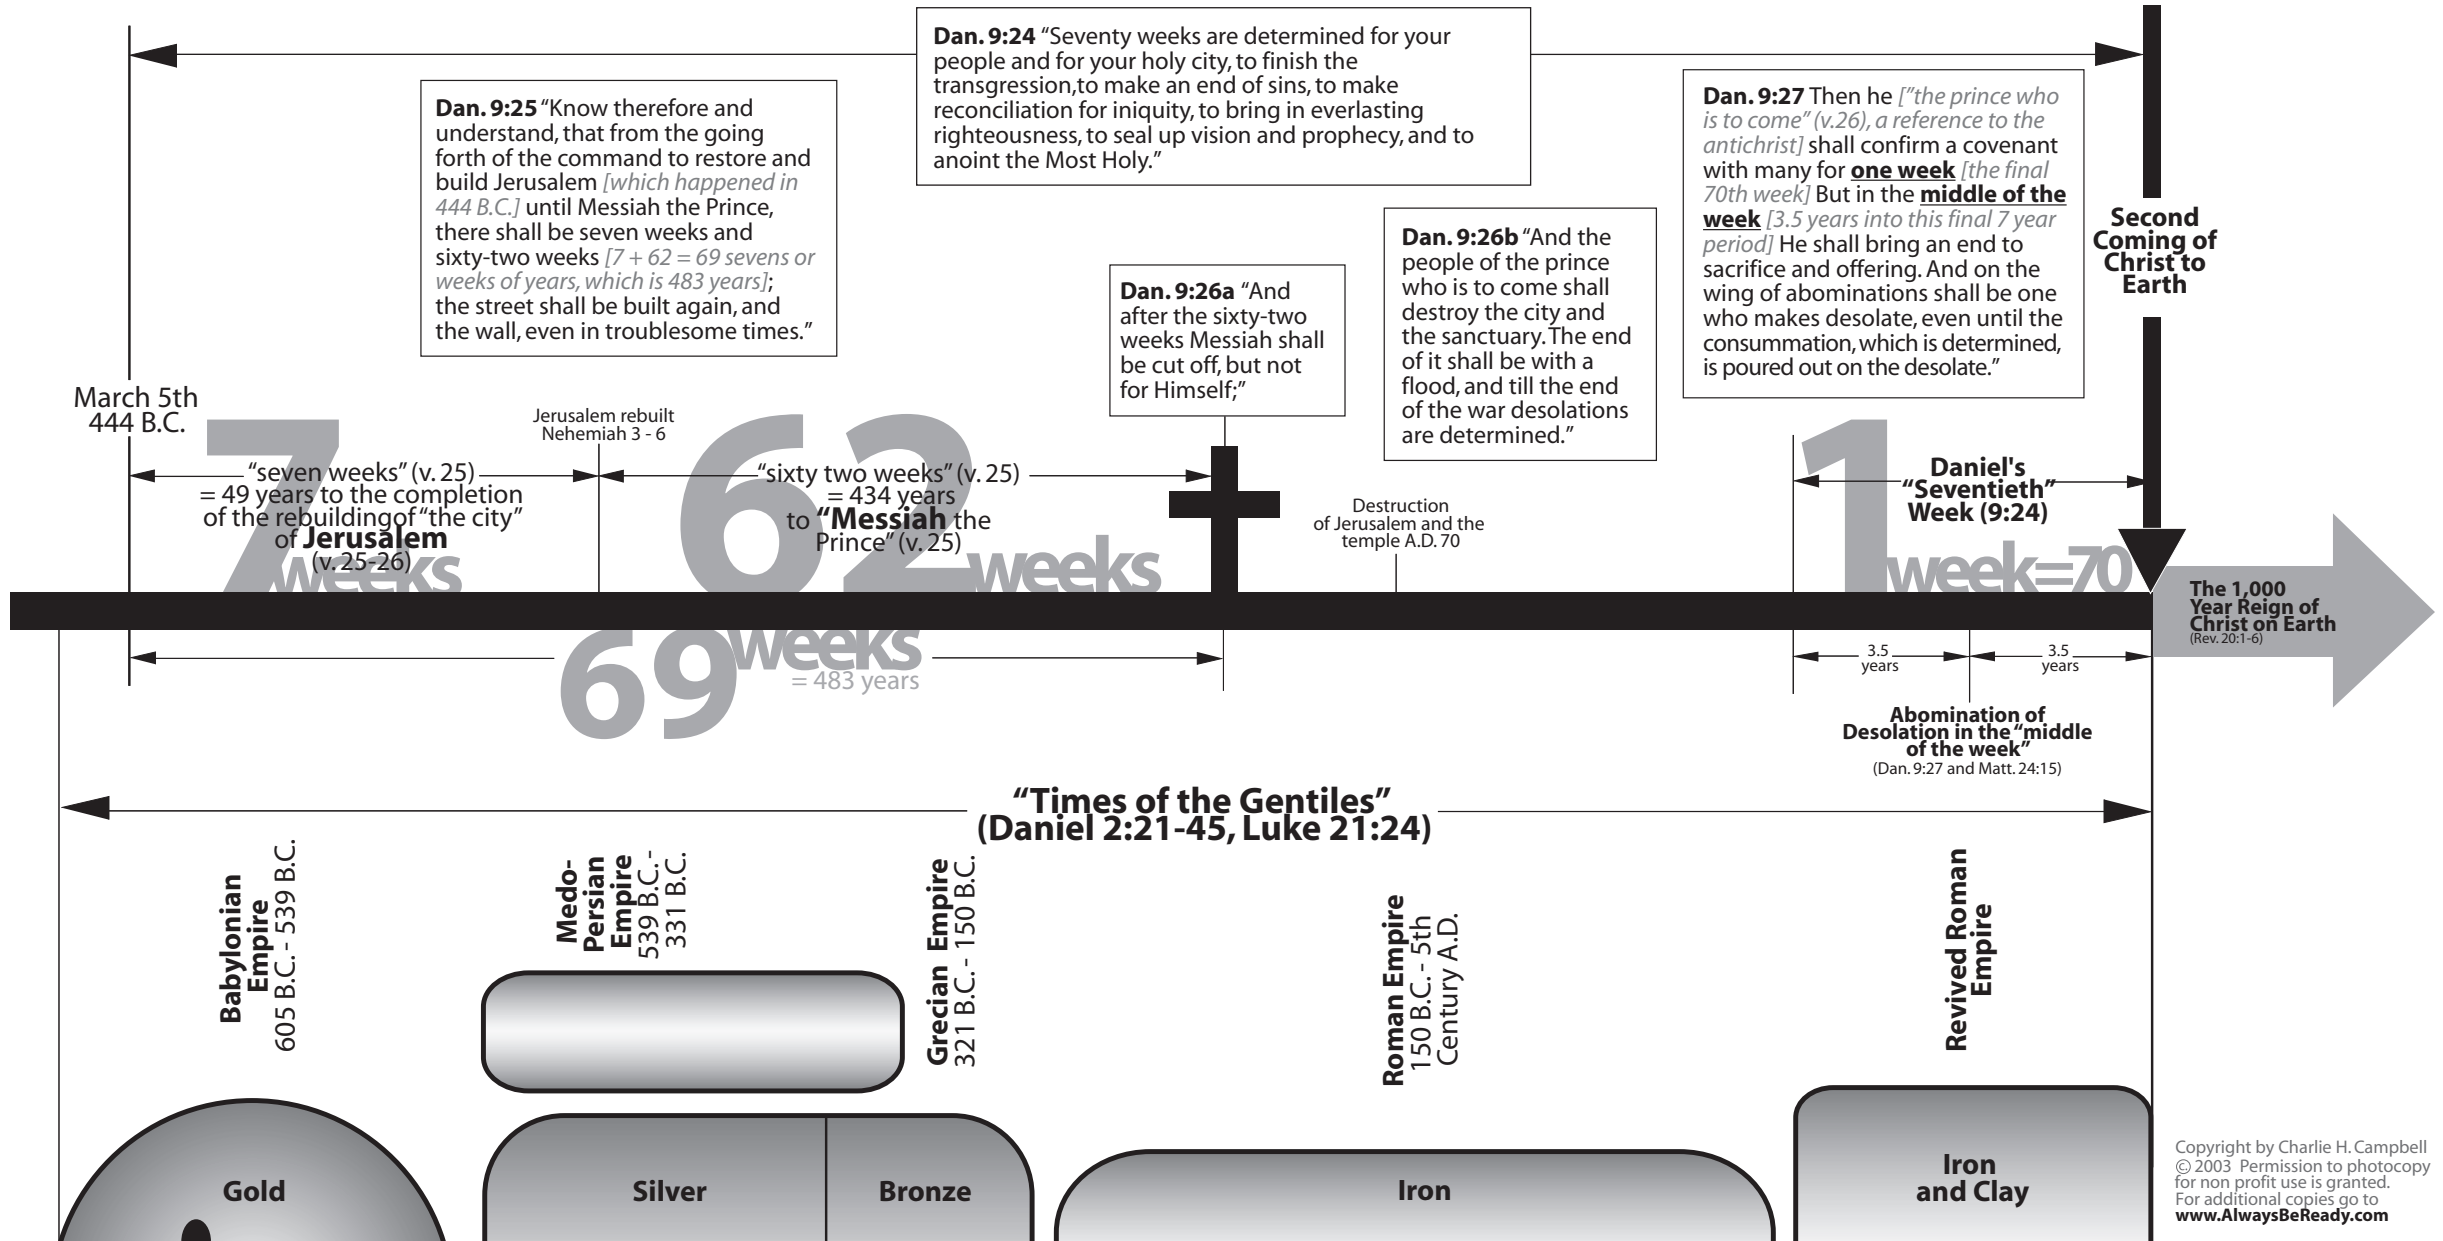 Dan. 9:24 “Seventy weeks are determined for your
people and for your holy city, to finish the
transgression,to make an end of sins, to make
reconciliation for iniquity, to bring in everlasting
righteousness, to seal up vision and prophecy, and to
anoint the Most Holy.”
Dan. 9:25 “Know therefore and
understand, that from the going
forth of the command to restore and
build Jerusalem [which happened in
444 B.C.] until Messiah the Prince,
there shall be seven weeks and
sixty-two weeks [7 + 62 = 69 sevens or
weeks of years, which is 483 years];
the street shall be built again, and
the wall, even in troublesome times.”
Dan. 9:26a “And
after the sixty-two
weeks Messiah shall
be cut off, but not
for Himself;”
Dan. 9:26b “And the
people of the prince
who is to come shall
destroy the city and
the sanctuary. The end
of it shall be with a
flood, and till the end
of the war desolations
are determined.”
Dan. 9:27 Then he [”the prince who
is to come” (v.26), a reference to the
antichrist] shall confirm a covenant
with many for one week [the final
70th week] But in the middle of the
week [3.5 years into this final 7 year
period] He shall bring an end to
sacrifice and offering. And on the
wing of abominations shall be one
who makes desolate, even until the
consummation, which is determined,
is poured out on the desolate.”
Second
Coming of
Christ to
Earth
March 5th
444 B.C.
7
weeks
“seven weeks” (v. 25)
= 49 years to the completion
of the rebuildingof “the city”
of Jerusalem
(v. 25-26)
Jerusalem rebuilt
Nehemiah 3 - 6
62
weeks
“sixty two weeks” (v. 25)
= 434 years
to “Messiah the
Prince” (v. 25)
Destruction
of Jerusalem and the
temple A.D. 70
1
week=70
Daniel's
“Seventieth”
Week (9:24)
The 1,000
Year Reign of
Christ on Earth
(Rev. 20:1-6)
69
weeks
= 483 years
3.5
years
3.5
years
Abomination of
Desolation in the “middle
of the week”
(Dan. 9:27 and Matt. 24:15)
“Times of the Gentiles”
(Daniel 2:21-45, Luke 21:24)
Babylonian
Empire
605 B.C. - 539 B.C.
Medo-
Persian
Empire
539 B.C. -
331 B.C.
Grecian Empire
321 B.C. - 150 B.C.
Roman Empire
150 B.C. - 5th
Century A.D.
Revived Roman
Empire
Gold
Silver
Bronze
Iron
Iron
and Clay
Copyright by Charlie H. Campbell
© 2003 Permission to photocopy
for non profit use is granted.
For additional copies go to
www.AlwaysBeReady.com